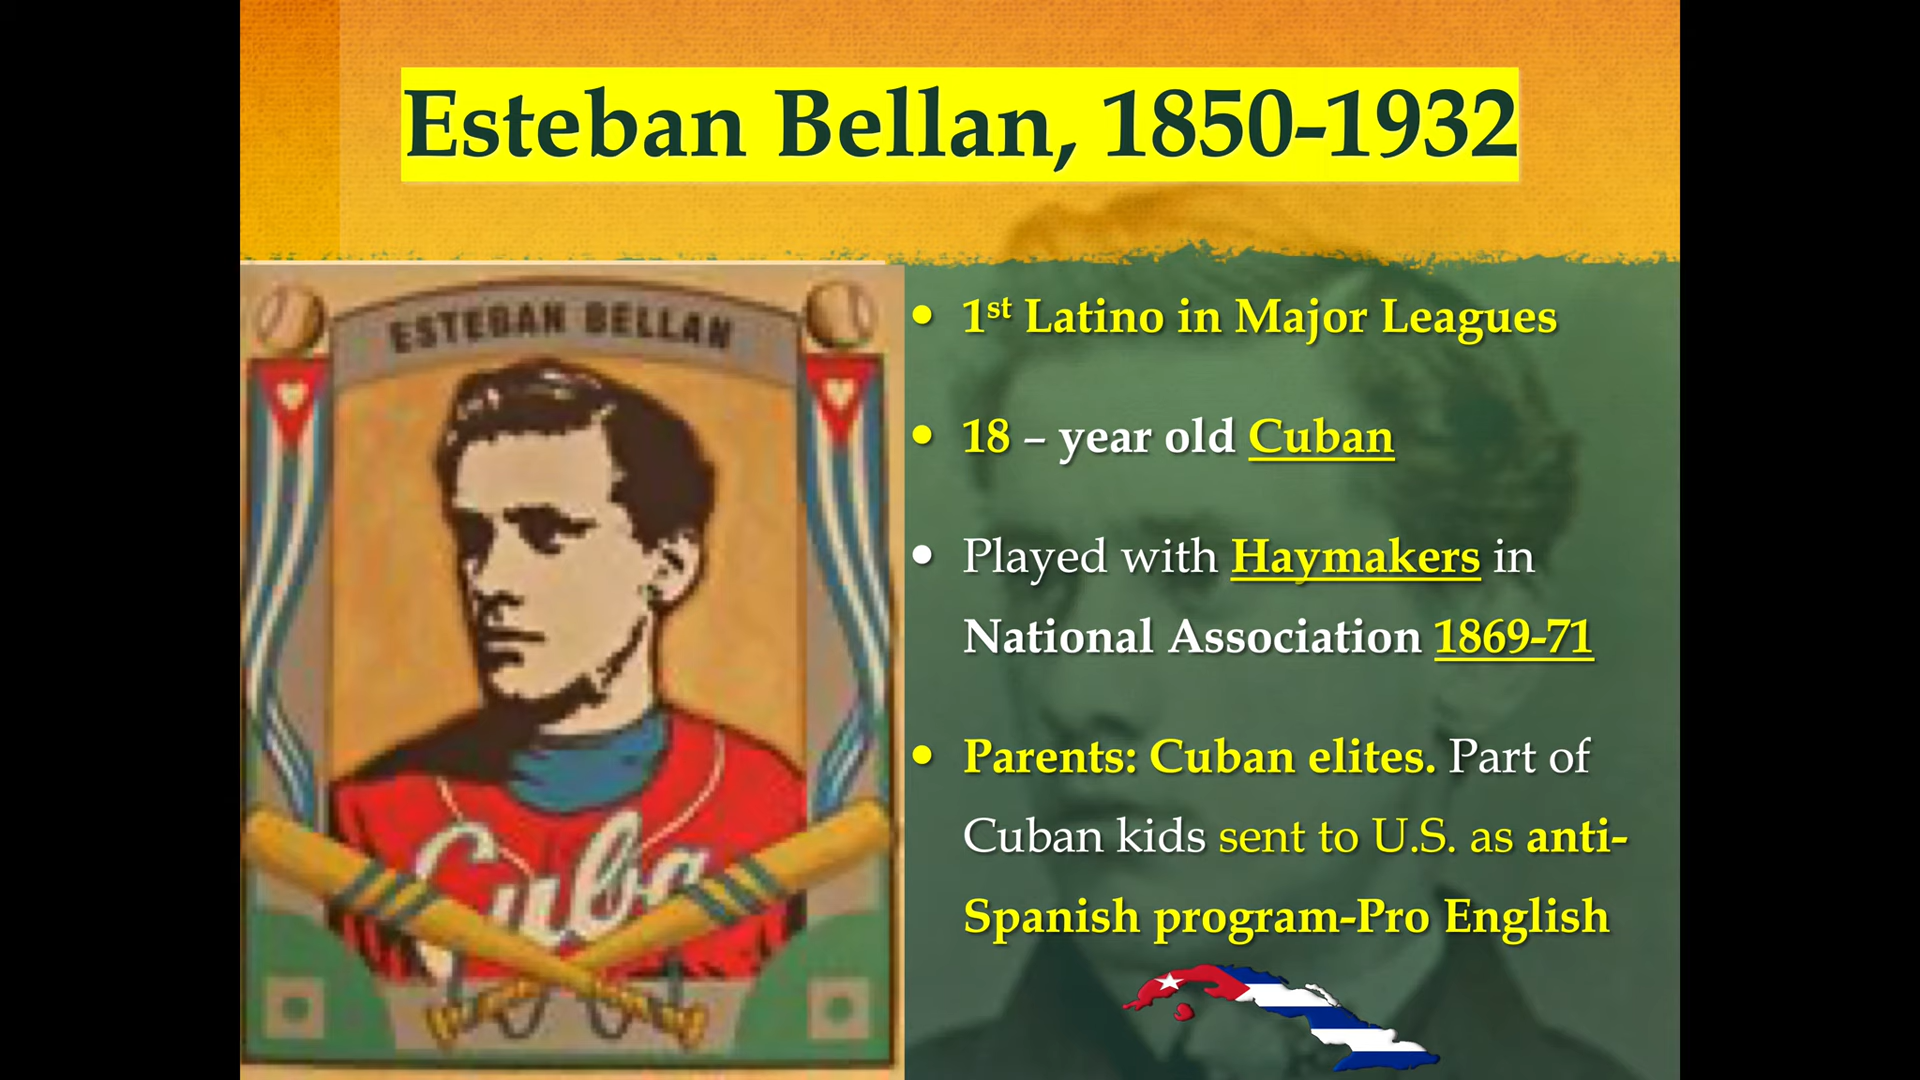 Esteban Bellan, 1850-1932
ESTEBAN BELLAN
Cuba
• 1st Latino in Major Leagues
• 18 – year old Cuban
• Played with Haymakers in
National Association 1869-71
• Parents: Cuban elites. Part of
Cuban kids sent to U.S. as anti-
Spanish program-Pro English